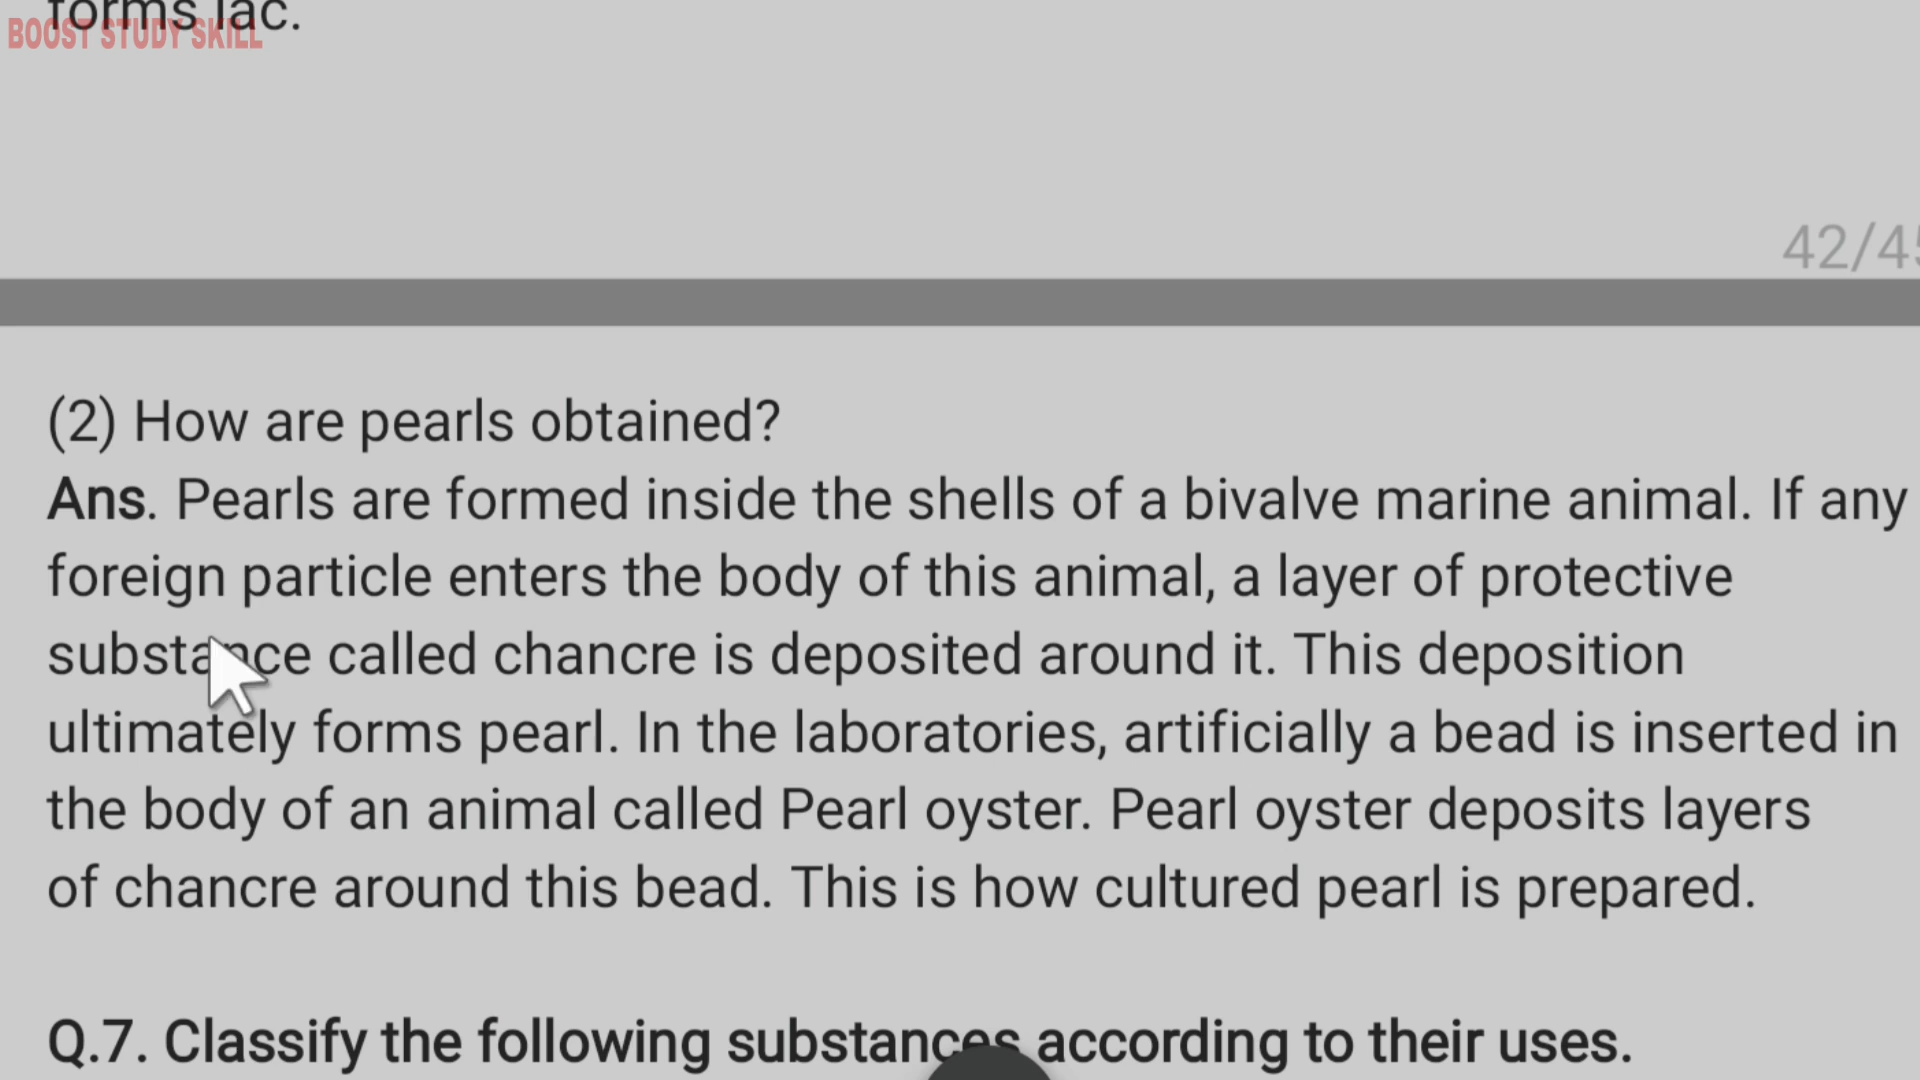 forms lac.
BOOST STUDY SKILL
42/45
(2) How are pearls obtained?
Ans. Pearls are formed inside the shells of a bivalve marine animal. If any
foreign particle enters the body of this animal, a layer of protective
substance called chancre is deposited around it. This deposition
ultimately forms pearl. In the laboratories, artificially a bead is inserted in
the body of an animal called Pearl oyster. Pearl oyster deposits layers
of chancre around this bead. This is how cultured pearl is prepared.
Q.7. Classify the following substances according to their uses.